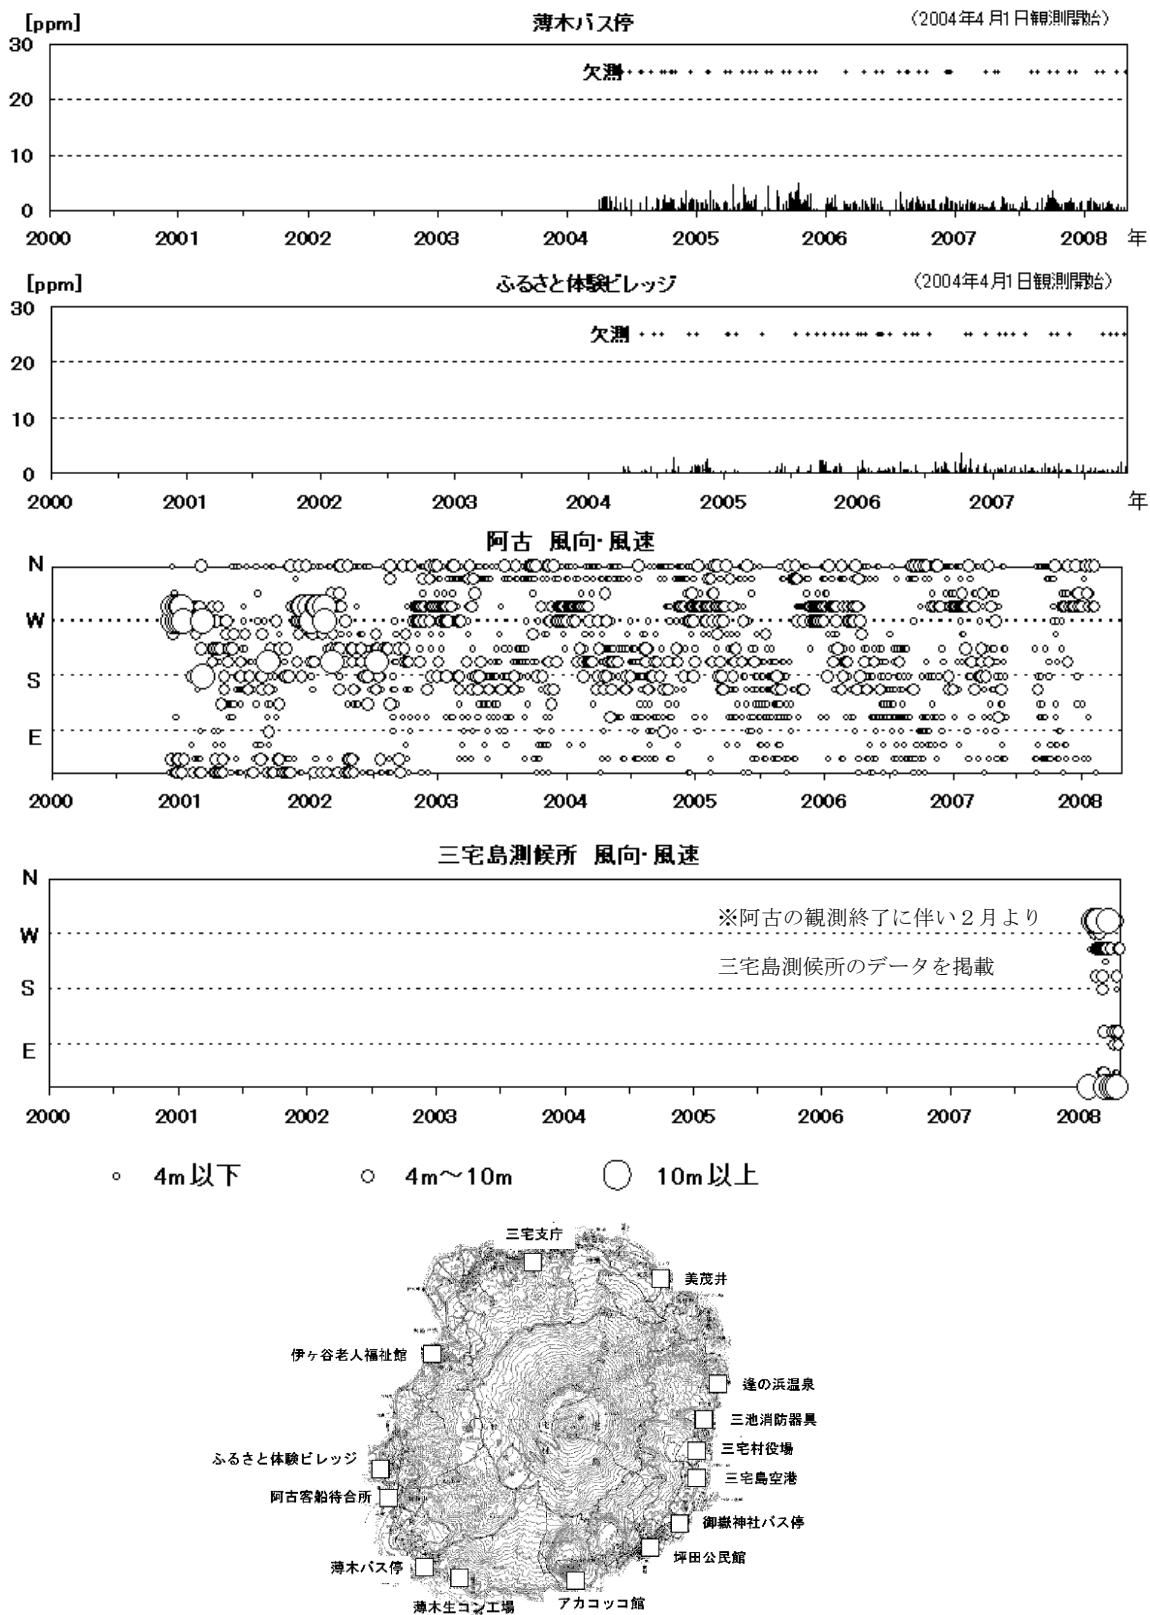 [ppm] 薄木バス停 (2004年4月1日観測開始)
30
欠測
20
10
0
2000 2001 2002 2003 2004 2005 2006 2007 2008 年
[ppm] ふるさと体験ビレッジ (2004年4月1日観測開始)
30
欠測
20
10
0
2000 2001 2002 2003 2004 2005 2006 2007 年
阿古 風向・風速
N
W
S
E
2000 2001 2002 2003 2004 2005 2006 2007 2008
三宅島測候所 風向・風速
N
※阿古の観測終了に伴い2月より
W
三宅島測候所のデータを掲載
S
E
2000 2001 2002 2003 2004 2005 2006 2007 2008
4m以下 4m～10m 10m以上
三宅支庁
美茂井
伊ヶ谷老人福祉館
逢の浜温泉
三池消防器具
三宅村役場
ふるさと体験ビレッジ
三宅島空港
阿古客船待合所
御嶽神社バス停
坪田公民館
薄木バス停
アカコッコ館
薄木生コン工場